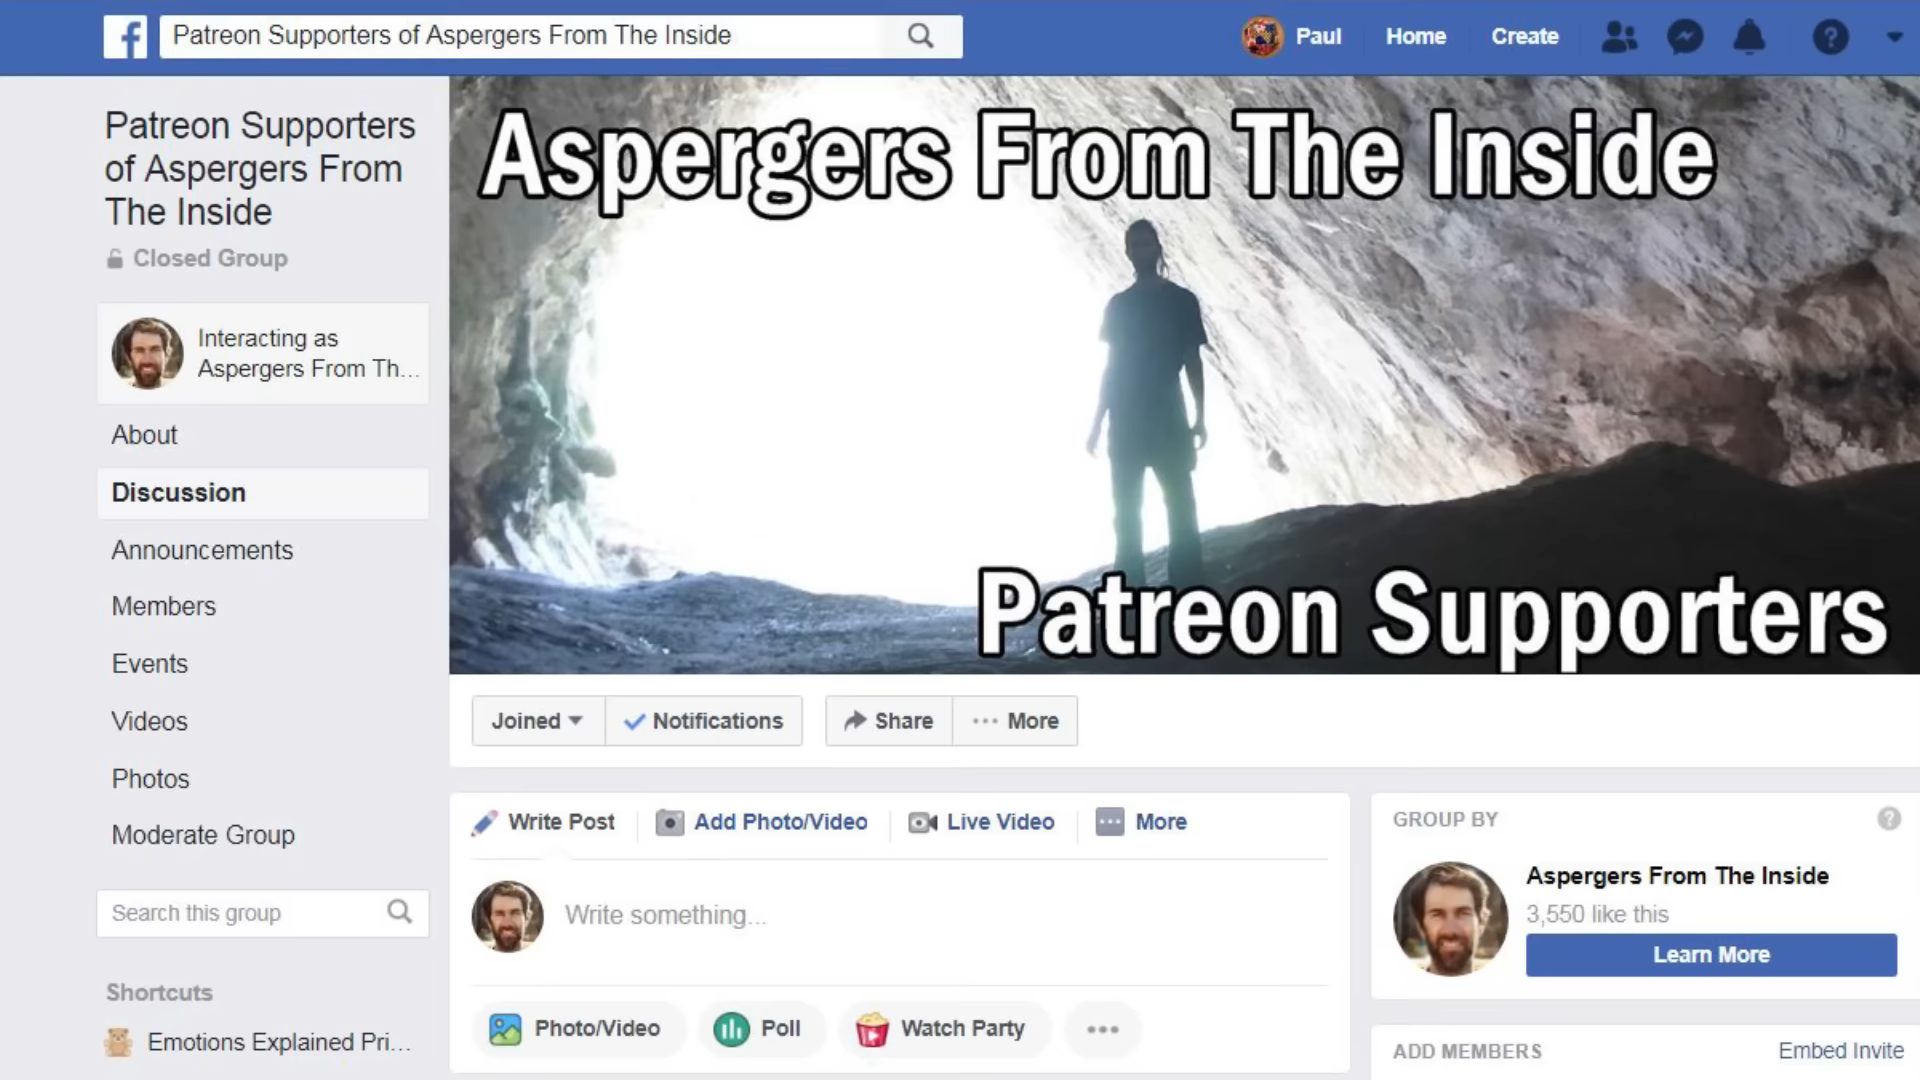 Patreon Supporters of Aspergers From The Inside
Paul
Home
Create
Patreon Supporters
of Aspergers From
The Inside
Closed Group
Interacting as
Aspergers From Th...
About
Discussion
Announcements
Members
Events
Videos
Photos
Moderate Group
Search this group
Shortcuts
Emotions Explained Pri...
Aspergers From The Inside
Patreon Supporters
Joined
Notifications
Share
More
Write Post
Add Photo/Video
Live Video
More
Write something...
Photo/Video
Poll
Watch Party
GROUP BY
Aspergers From The Inside
3,550 like this
Learn More
ADD MEMBERS
Embed Invite